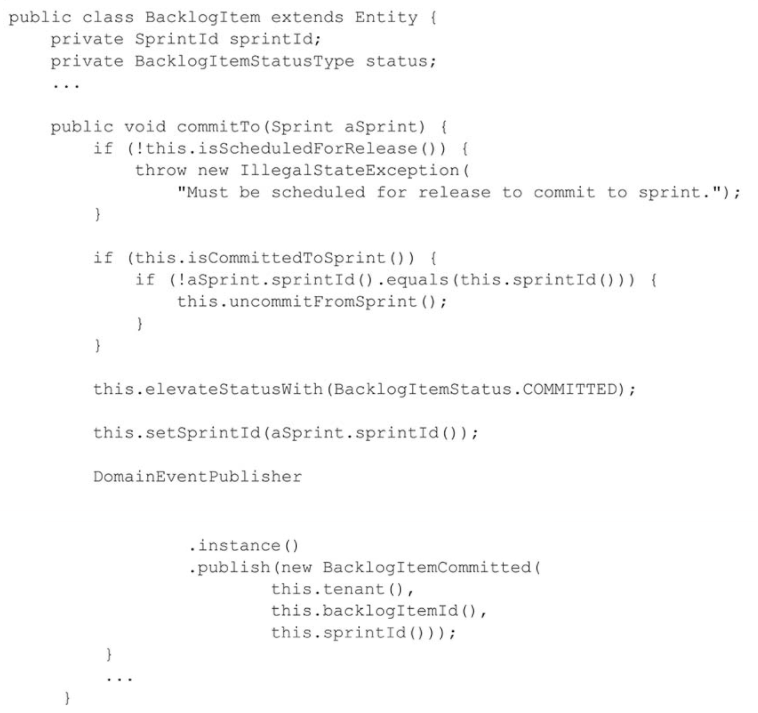 public class BacklogItem extends Entity {
    private SprintId sprintId;
    private BacklogItemStatusType status;
    ...

    public void commitTo(Sprint aSprint) {
        if (!this.isScheduledForRelease()) {
            throw new IllegalStateException(
                "Must be scheduled for release to commit to sprint.");
        }

        if (this.isCommittedToSprint()) {
            if (!aSprint.sprintId().equals(this.sprintId())) {
                this.uncommitFromSprint();
            }
        }

        this.elevateStatusWith(BacklogItemStatus.COMMITTED);

        this.setSprintId(aSprint.sprintId());

        DomainEventPublisher

                 .instance()
                 .publish(new BacklogItemCommitted(
                         this.tenant(),
                         this.backlogItemId(),
                         this.sprintId()));
         }
         ...
     }